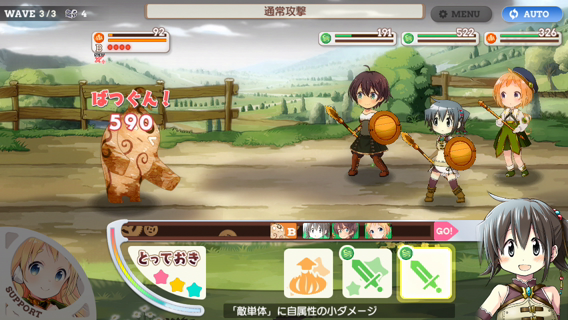 WAVE 3/3 4
通常攻撃
MENU
AUTO
92
191
522
326
ばつぐん!
590
B
GO!
とっておき
SUPPORT
「敵単体」に自属性の小ダメージ